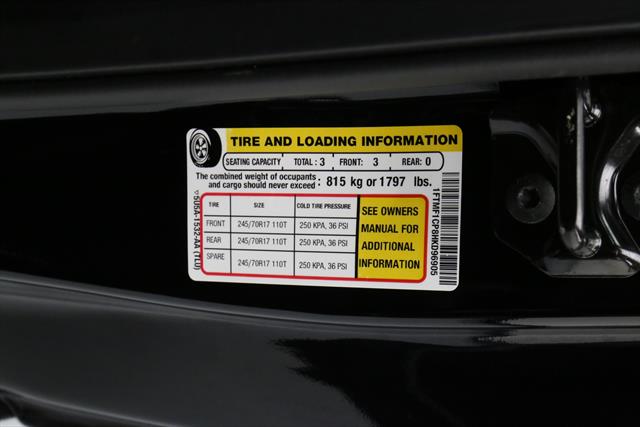 TIRE AND LOADING INFORMATION
SEATING CAPACITY TOTAL : 3 FRONT: 3 REAR: 0
The combined weight of occupants and cargo should never exceed : 815 kg or 1797 lbs.
TIRE SIZE COLD TIRE PRESSURE
FRONT 245/70R17 110T 250 KPA, 36 PSI
REAR 245/70R17 110T 250 KPA, 36 PSI
SPARE 245/70R17 110T 250 KPA, 36 PSI
SEE OWNERS
MANUAL FOR
ADDITIONAL
INFORMATION